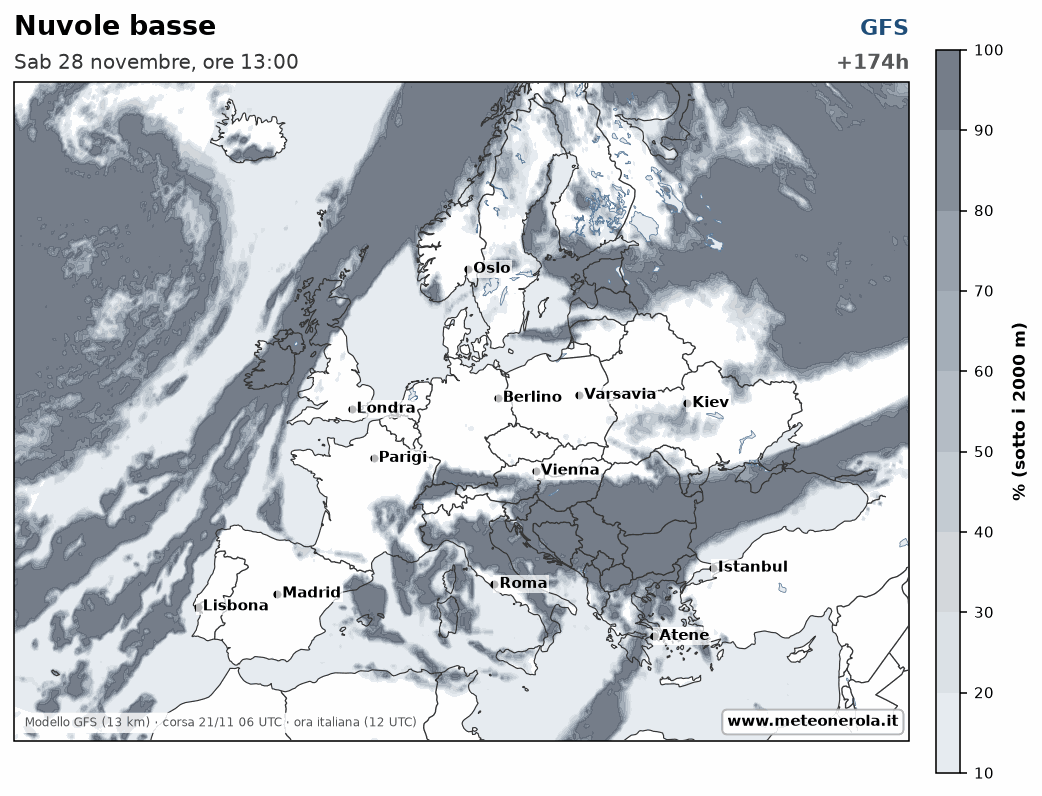 Nuvole basse
GFS
Sab 28 novembre, ore 13:00
+174h
100
90
80
70
60
50
40
30
20
10
% (sotto i 2000 m)
Oslo
Berlino
Varsavia
Kiev
Londra
Parigi
Vienna
Istanbul
Roma
Madrid
Lisbona
Atene
Modello GFS (13 km) · corsa 21/11 06 UTC · ora italiana (12 UTC)
www.meteonerola.it